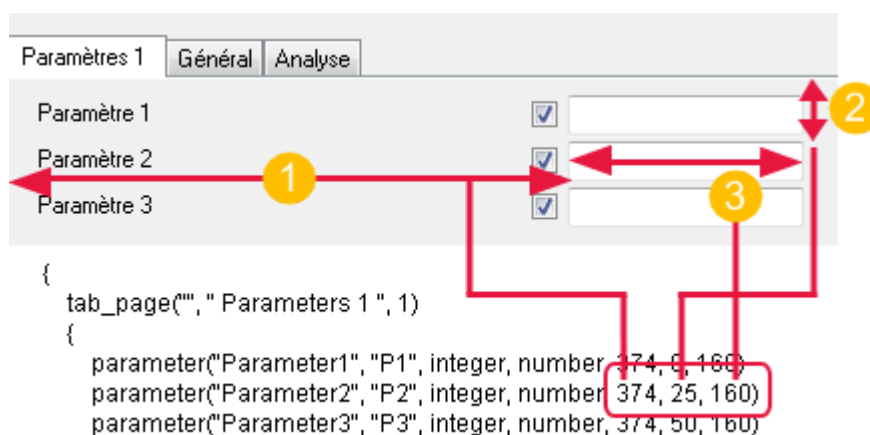 Paramètres 1 Général Analyse
Paramètre 1
2
Paramètre 2
1
3
Paramètre 3
{
tab_page("", " Parameters 1 ", 1)
{
parameter("Parameter1", "P1", integer, number, 374, 0, 160)
parameter("Parameter2", "P2", integer, number, 374, 25, 160)
parameter("Parameter3", "P3", integer, number, 374, 50, 160)